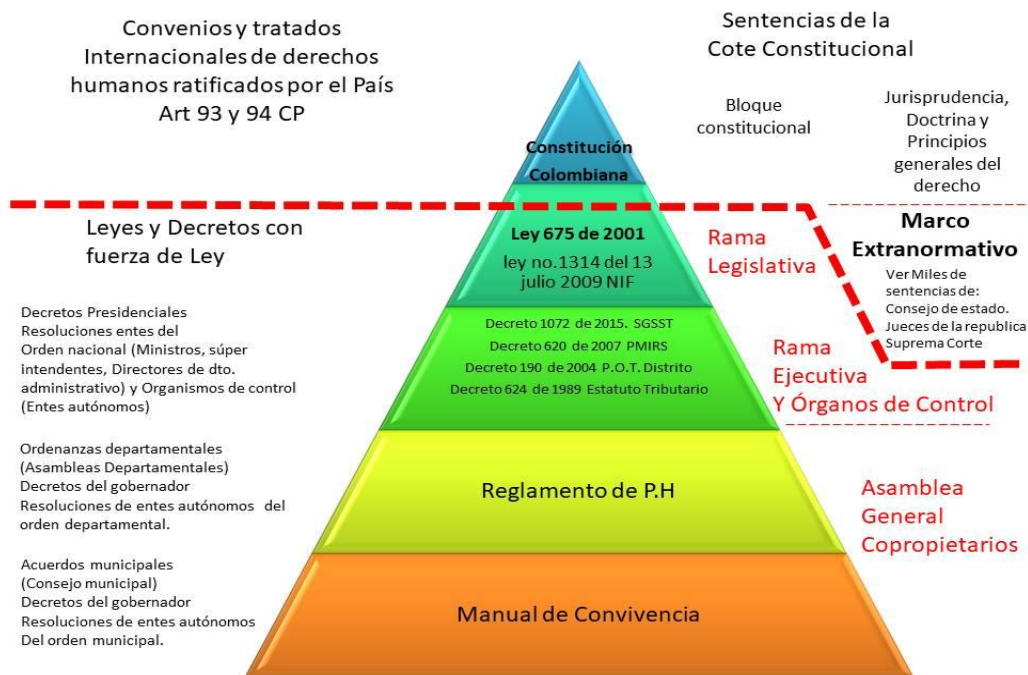 Convenios y tratados
Internacionales de derechos
humanos ratificados por el País
Art 93 y 94 CP
Sentencias de la
Cote Constitucional
Bloque
constitucional
Jurisprudencia,
Doctrina y
Principios
generales del
derecho
Constitución
Colombiana
Leyes y Decretos con
fuerza de Ley
Ley 675 de 2001
ley no.1314 del 13
julio 2009 NIF
Rama
Legislativa
Marco
Extranormativo
Ver Miles de
sentencias de:
Consejo de estado.
Jueces de la republica
Suprema Corte
Decretos Presidenciales
Resoluciones entes del
Orden nacional (Ministros, súper
intendentes, Directores de dto.
administrativo) y Organismos de control
(Entes autónomos)
Decreto 1072 de 2015. SGSST
Decreto 620 de 2007 PMIRS
Decreto 190 de 2004 P.O.T. Distrito
Decreto 624 de 1989 Estatuto Tributario
Rama
Ejecutiva
Y Órganos de Control
Ordenanzas departamentales
(Asambleas Departamentales)
Decretos del gobernador
Resoluciones de entes autónomos del
orden departamental.
Reglamento de P.H
Asamblea
General
Copropietarios
Acuerdos municipales
(Consejo municipal)
Decretos del gobernador
Resoluciones de entes autónomos
Del orden municipal.
Manual de Convivencia